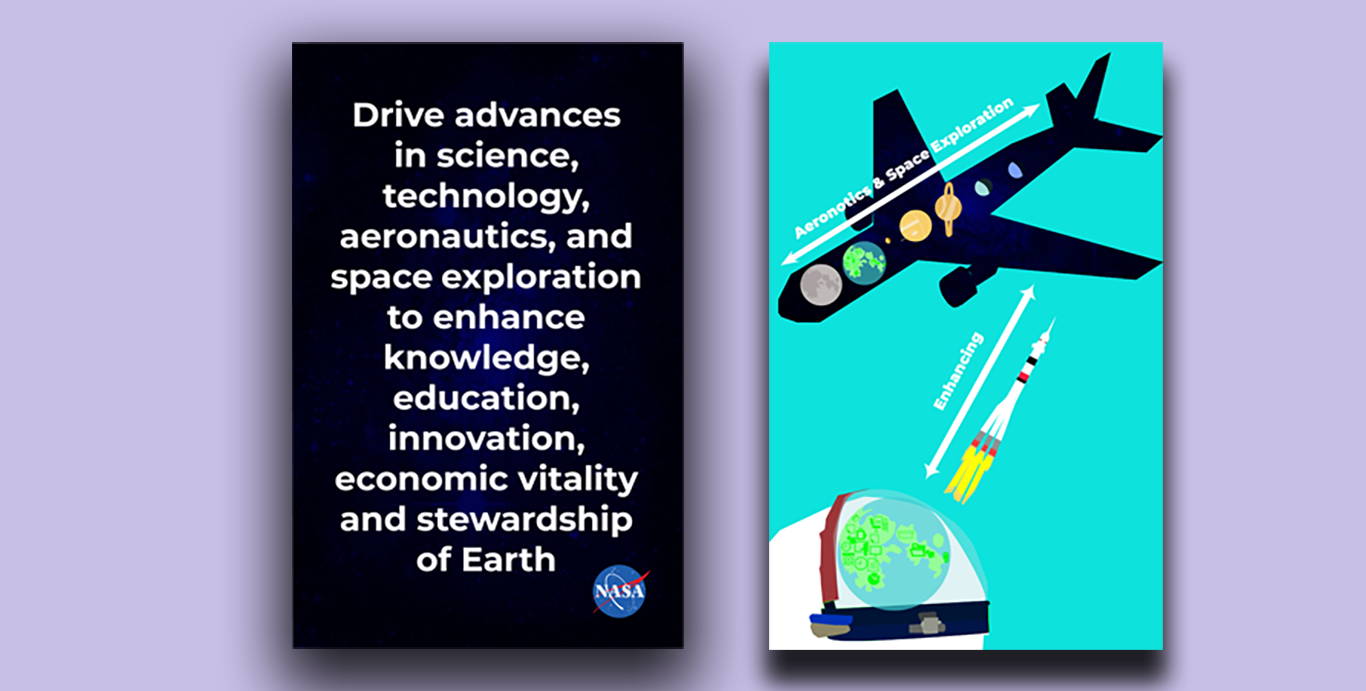 Drive advances
in science,
technology,
aeronautics, and
space exploration
to enhance
knowledge,
education,
innovation,
economic vitality
and stewardship
of Earth
NASA
Aeronotics & Space Exploration
Enhancing